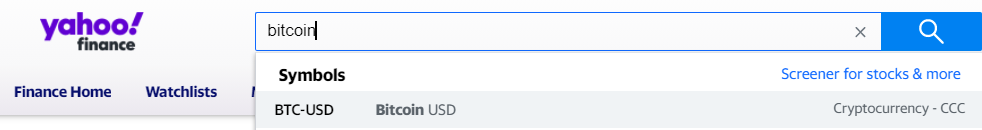 yahoo!
finance
bitcoin
Symbols Screener for stocks & more
Finance Home Watchlists
BTC-USD Bitcoin USD Cryptocurrency - CCC